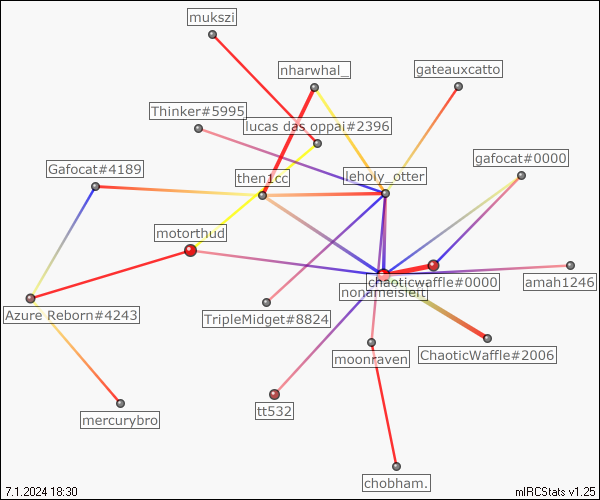 mukszi
nharwhal_
gateauxcatto
Thinker#5995
lucas das oppai#2396
gafocat#0000
Gafocat#4189
then1cc
leholy_otter
motorthud
chaoticwaffle#0000
amah1246
nonameisleft
Azure Reborn#4243
TripleMidget#8824
moonraven
ChaoticWaffle#2006
tt532
mercurybro
chobham.
7.1.2024 18:30
mIRCStats v1.25